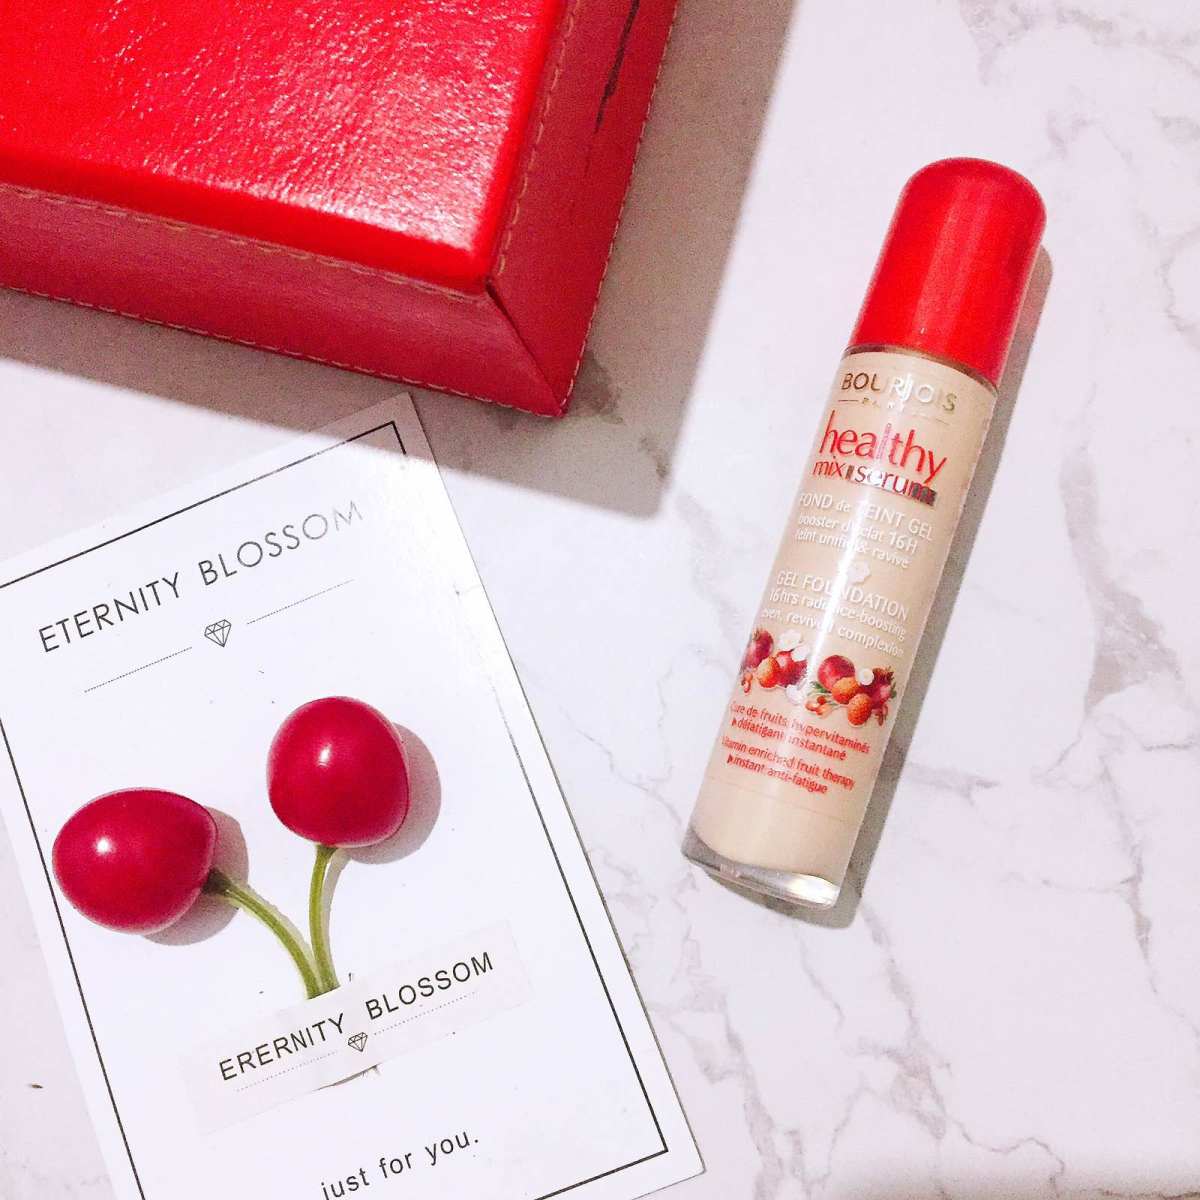 ETERNITY BLOSSOM
ERERNITY BLOSSOM
just for you.
BOURJOIS
PARIS
healthy
mix serum
FOND de TEINT GEL
booster d'éclat 16H
teint unifié & ravivé
GEL FOUNDATION
16hrs radiance-boosting
even, revived complexion
Cure de fruits hypervitaminés
défatigant instantané
Vitamin enriched fruit therapy
instant anti-fatigue